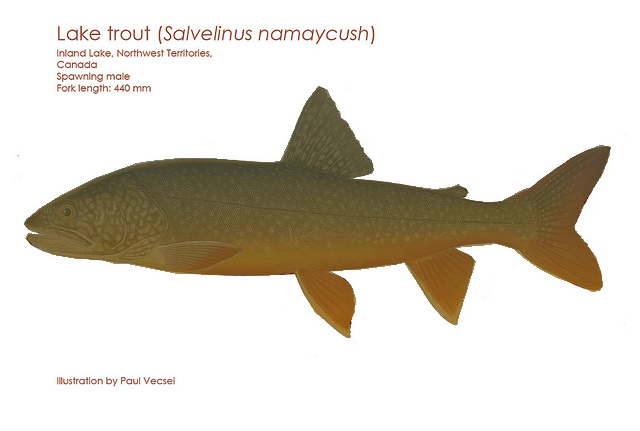 Lake trout (Salvelinus namaycush)
Inland Lake, Northwest Territories,
Canada
Spawning male
Fork length: 440 mm
Illustration by Paul Vecsei